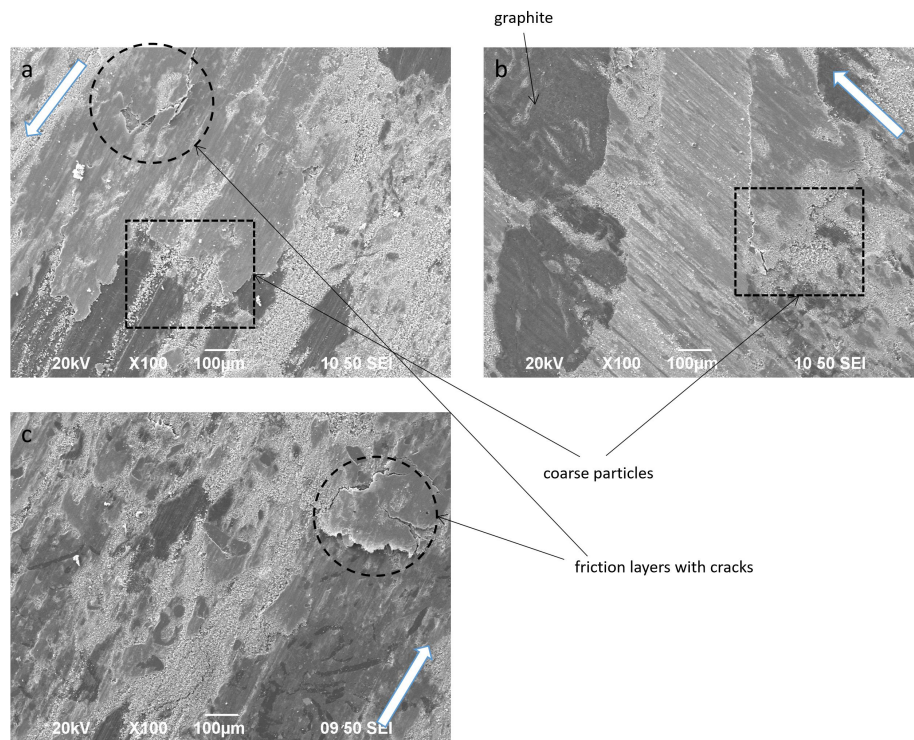 graphite
a
b
20kV X100 100µm 10 50 SEI
20kV X100 100µm 10 50 SEI
coarse particles
c
friction layers with cracks
20kV X100 100µm 09 50 SEI